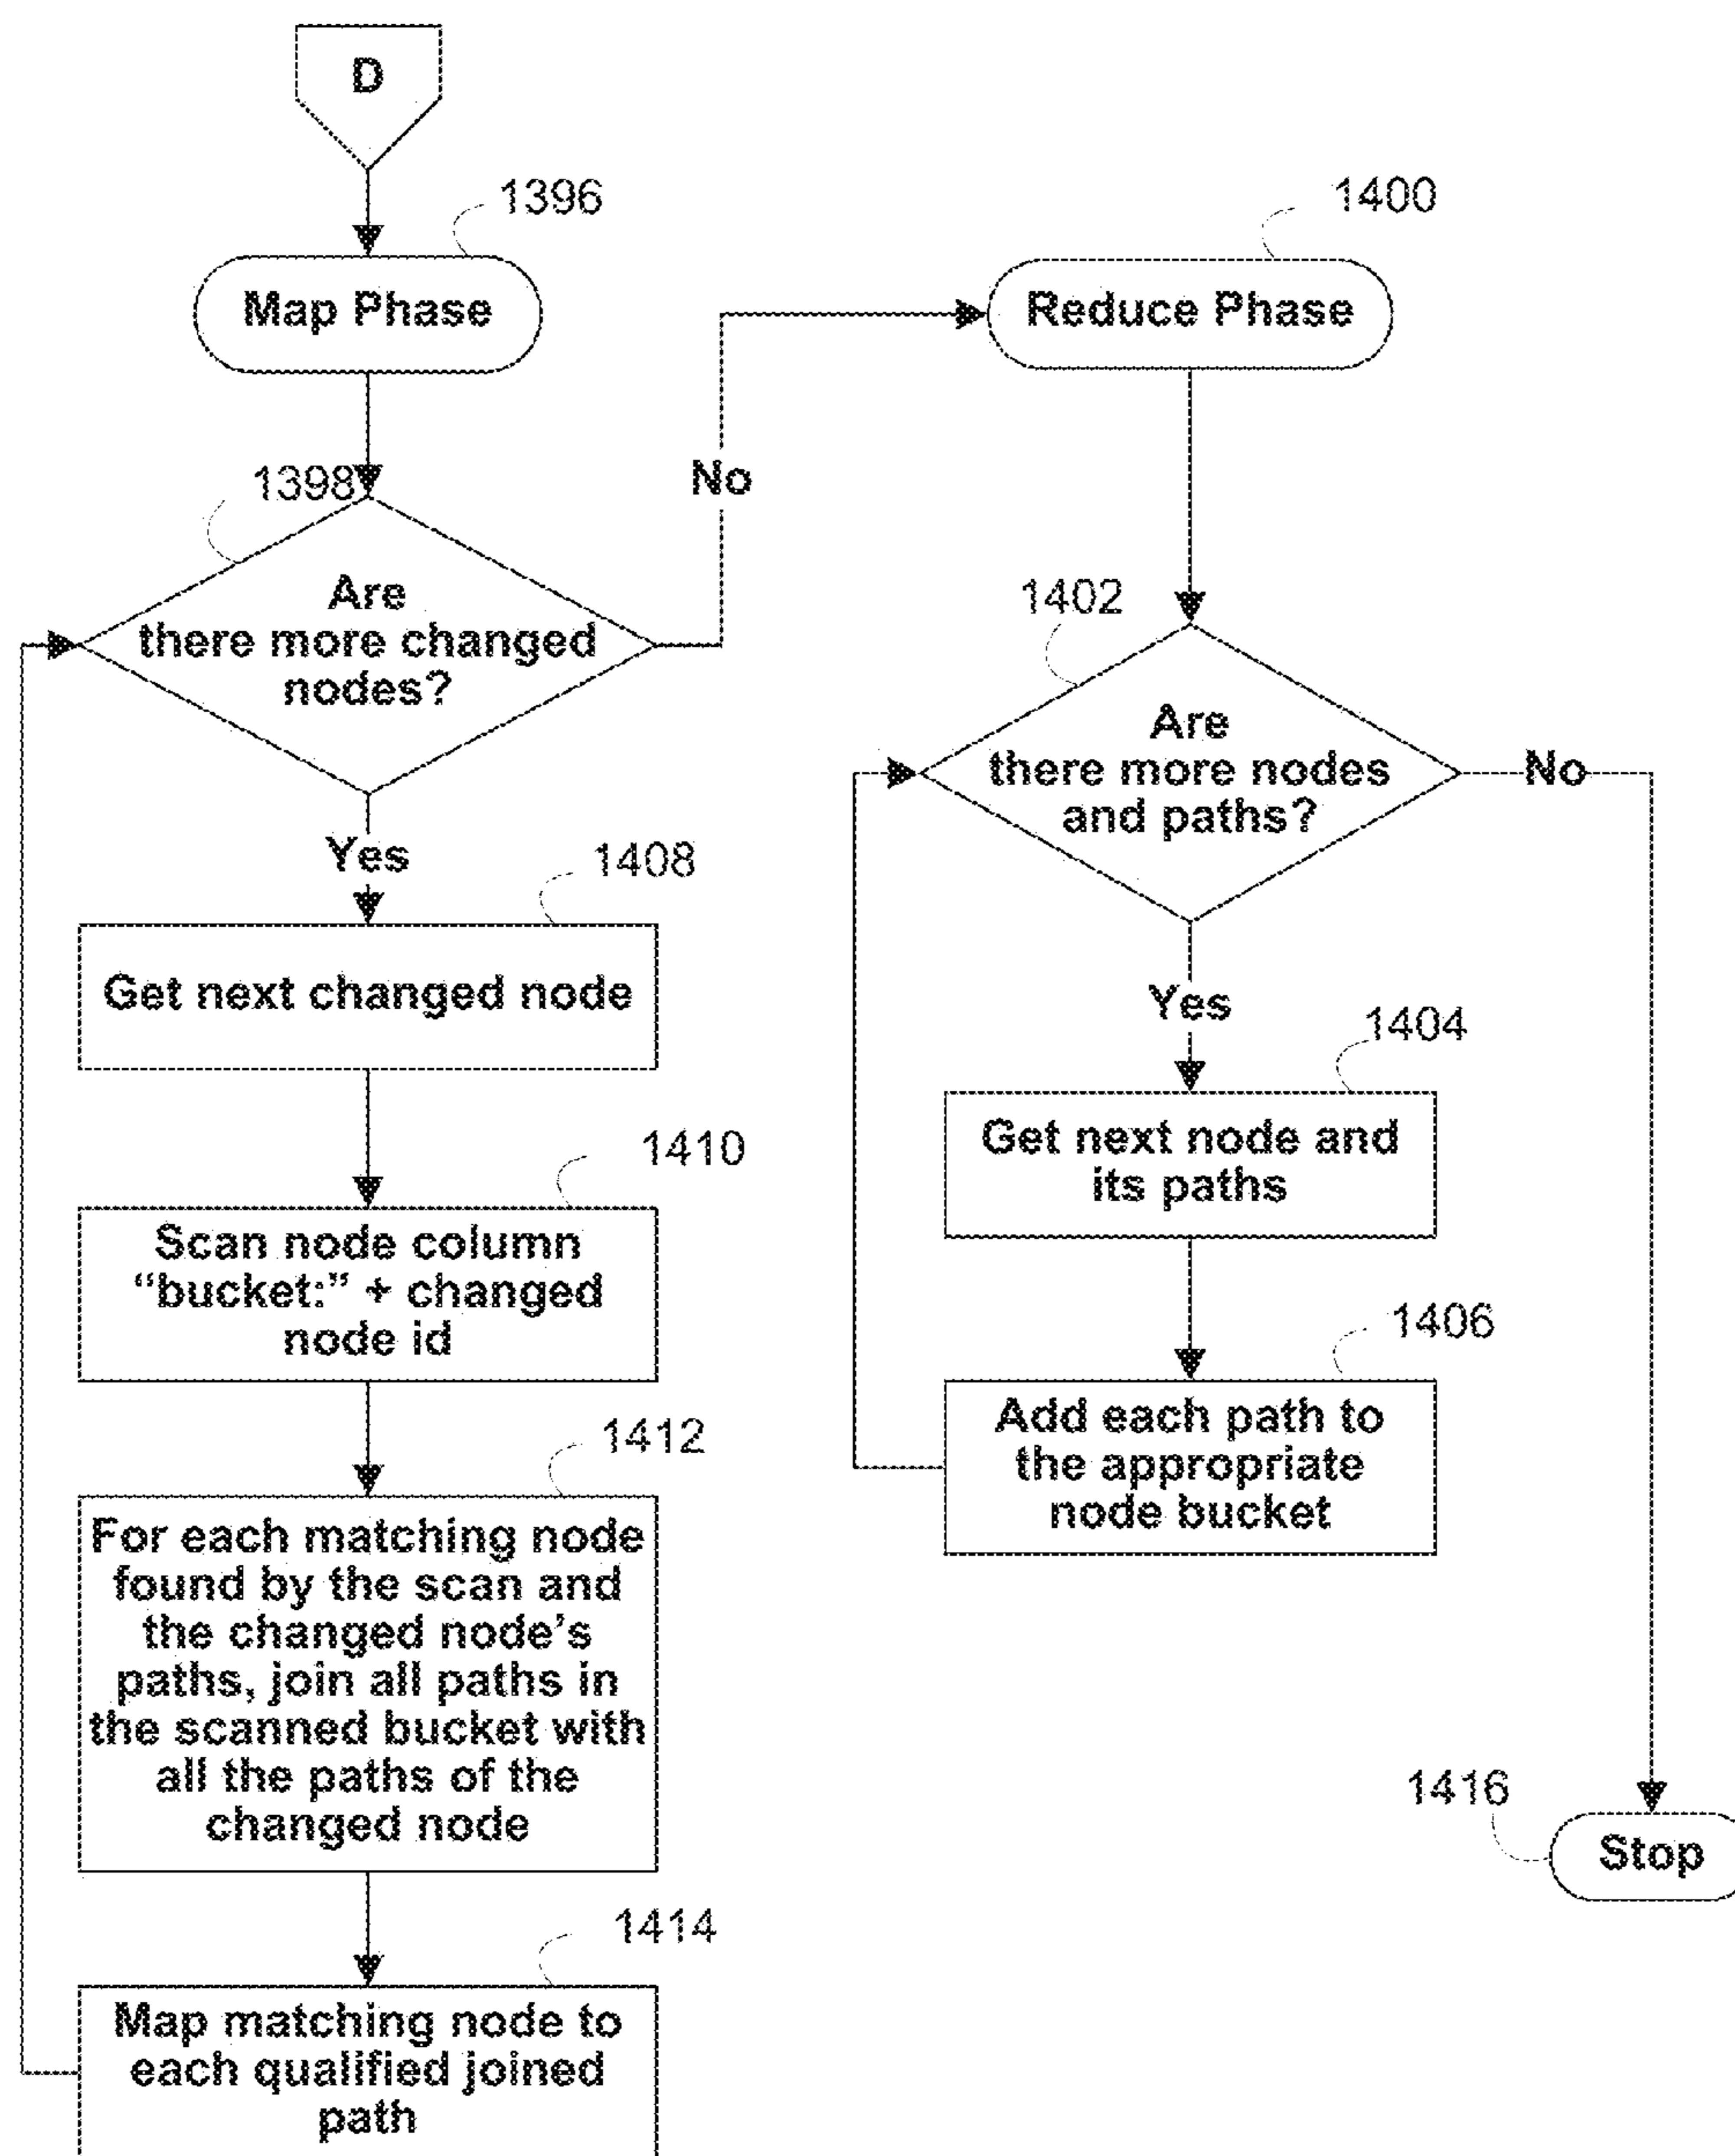 D
1396
Map Phase
1398
Are
there more changed
nodes?
No
Yes
1408
Get next changed node
1410
Scan node column
“bucket:” + changed
node id
1412
For each matching node
found by the scan and
the changed node’s
paths, join all paths in
the scanned bucket with
all the paths of the
changed node
1414
Map matching node to
each qualified joined
path
1400
Reduce Phase
1402
Are
there more nodes
and paths?
No
Yes
1404
Get next node and
its paths
1406
Add each path to
the appropriate
node bucket
1416
Stop